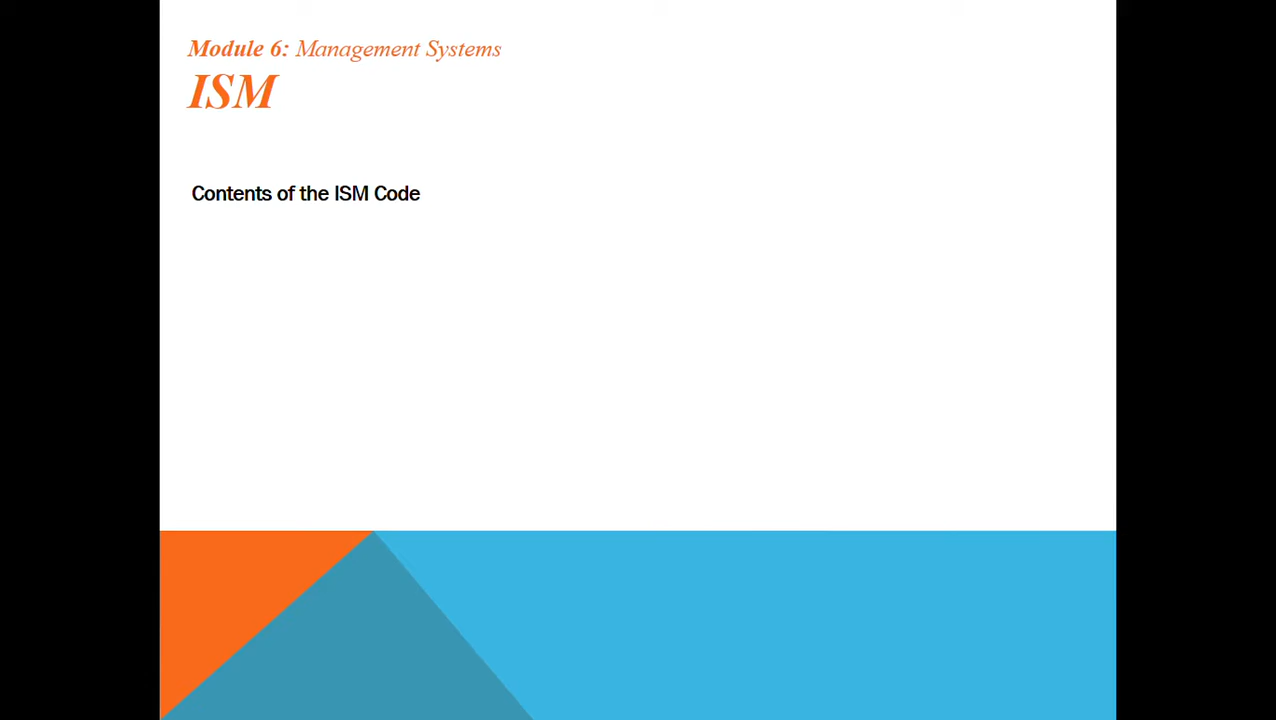 Module 6: Management Systems
ISM
Contents of the ISM Code